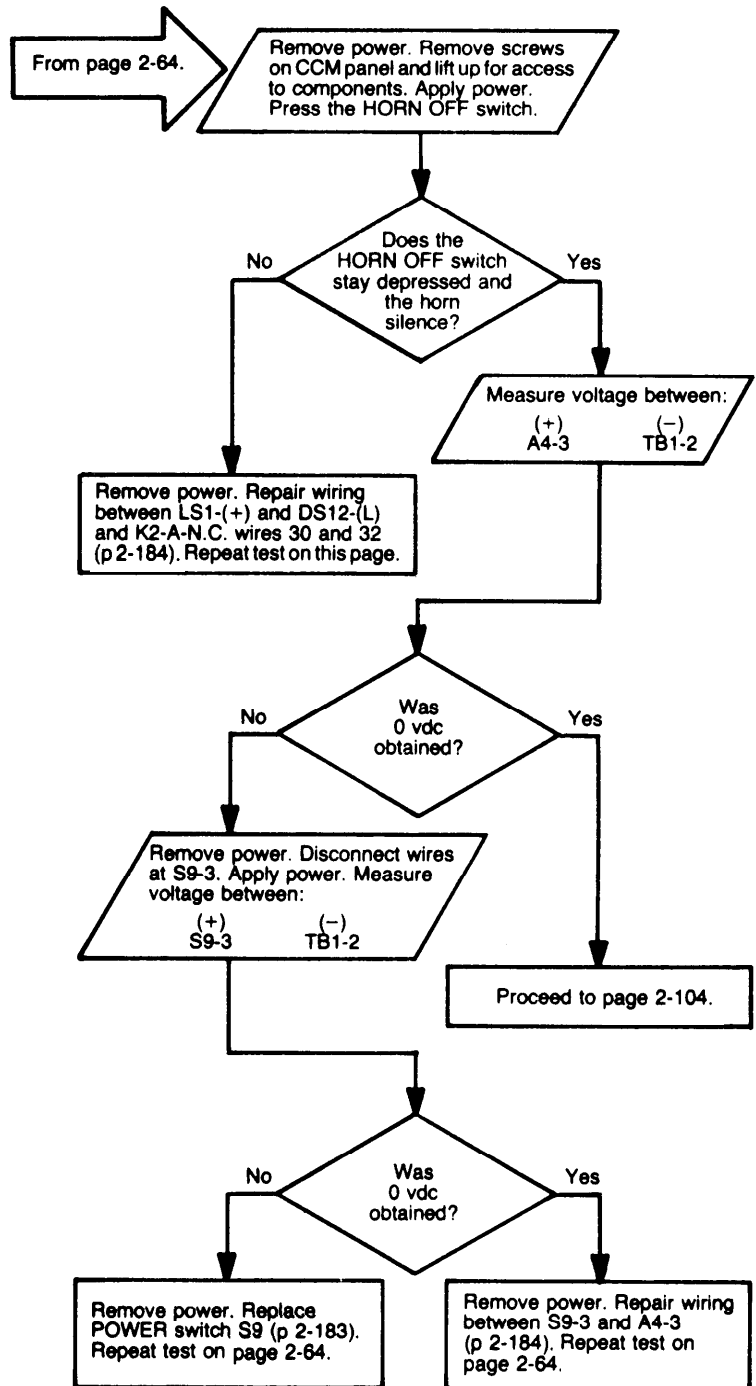 From page 2-64.
Remove power. Remove screws
on CCM panel and lift up for access
to components. Apply power.
Press the HORN OFF switch.
Does the
HORN OFF switch
stay depressed and
the horn
silence?
No
Yes
Measure voltage between:
(+) (−)
A4-3 TB1-2
Remove power. Repair wiring
between LS1-(+) and DS12-(L)
and K2-A-N.C. wires 30 and 32
(p 2-184). Repeat test on this page.
Was
0 vdc
obtained?
No
Yes
Remove power. Disconnect wires
at S9-3. Apply power. Measure
voltage between:
(+) (−)
S9-3 TB1-2
Proceed to page 2-104.
Was
0 vdc
obtained?
No
Yes
Remove power. Replace
POWER switch S9 (p 2-183).
Repeat test on page 2-64.
Remove power. Repair wiring
between S9-3 and A4-3
(p 2-184). Repeat test on
page 2-64.